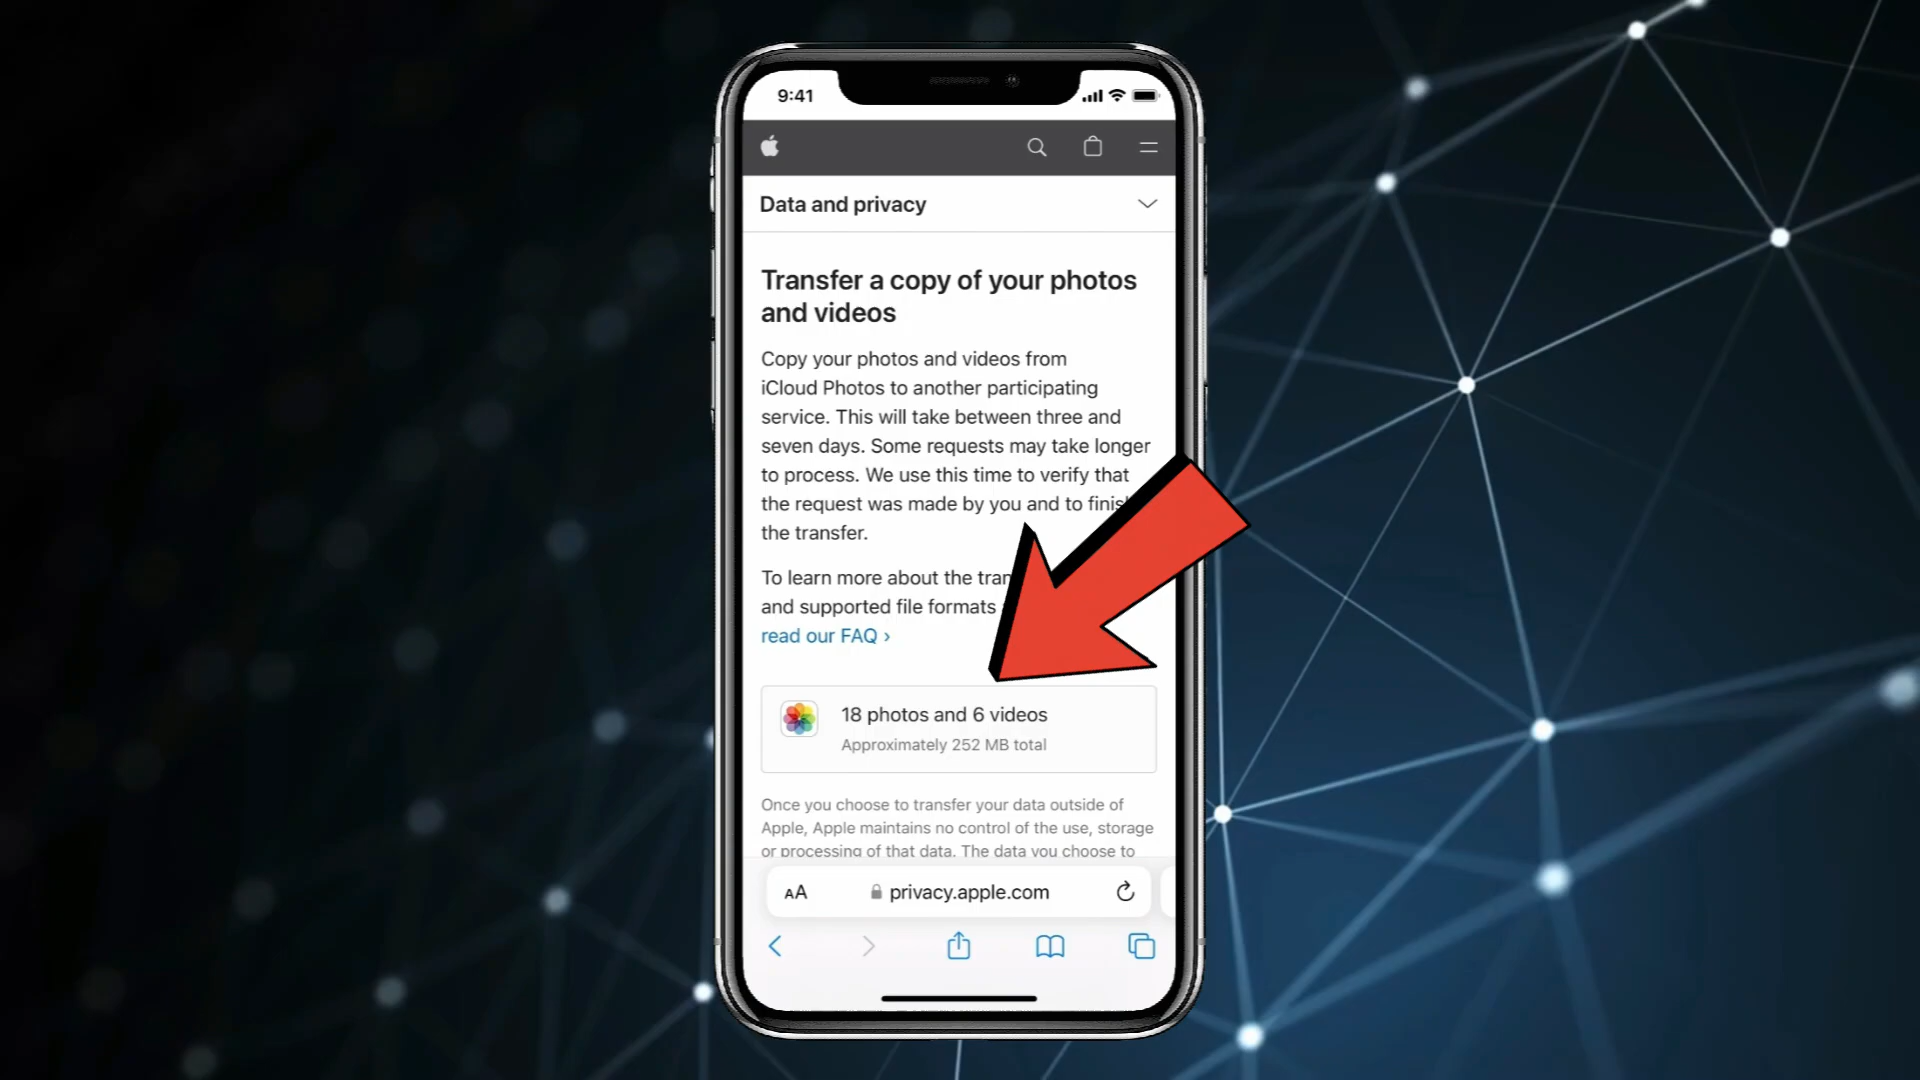 9:41
Data and privacy
Transfer a copy of your photos
and videos
Copy your photos and videos from
iCloud Photos to another participating
service. This will take between three and
seven days. Some requests may take longer
to process. We use this time to verify that
the request was made by you and to finish
the transfer.
To learn more about the
and supported file formats
read our FAQ ›
18 photos and 6 videos
Approximately 252 MB total
Once you choose to transfer your data outside of
Apple, Apple maintains no control of the use, storage
or processing of that data. The data you choose to
AA privacy.apple.com